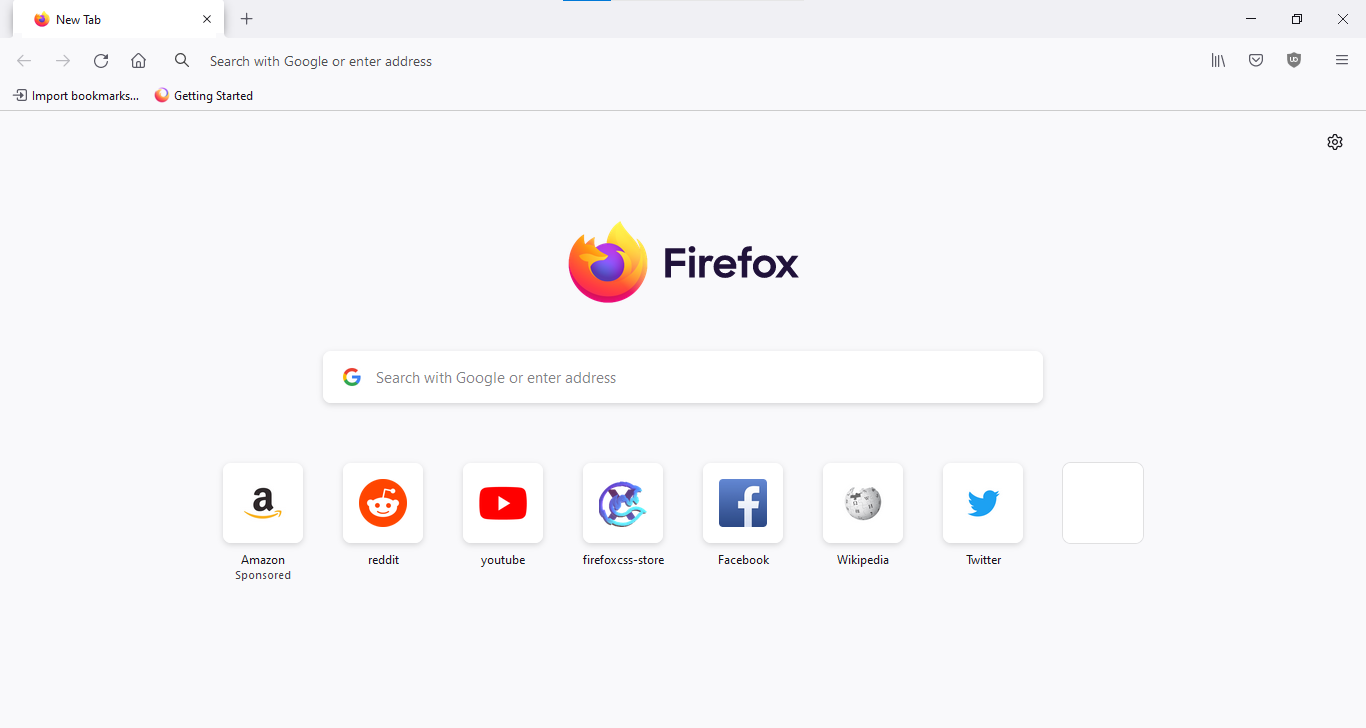 New Tab
Search with Google or enter address
Import bookmarks...
Getting Started
Firefox
Search with Google or enter address
Amazon
Sponsored
reddit
youtube
firefoxcss-store
Facebook
Wikipedia
Twitter